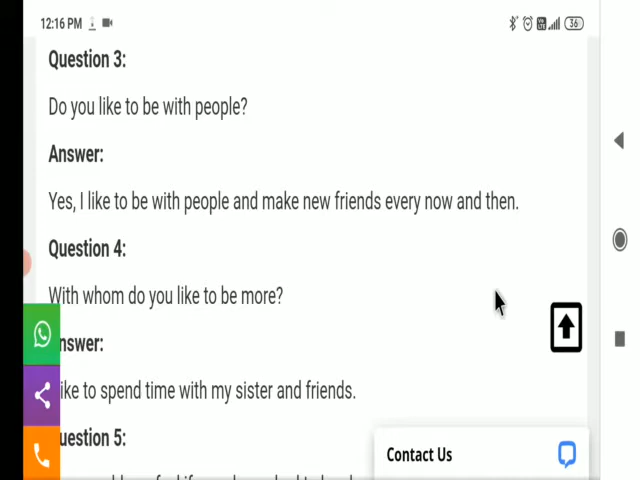 12:16 PM
36
Question 3:
Do you like to be with people?
Answer:
Yes, I like to be with people and make new friends every now and then.
Question 4:
With whom do you like to be more?
nswer:
ike to spend time with my sister and friends.
uestion 5:
Contact Us